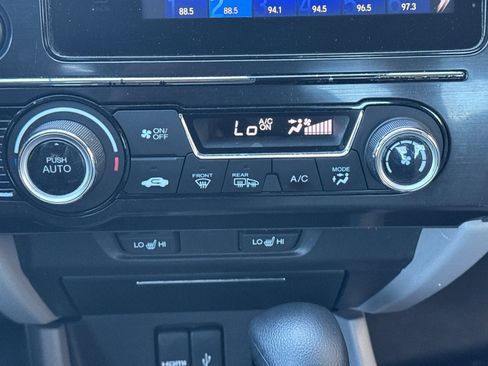 88.5 88.5 94.1 94.5 96.5 97.3
ON/
OFF
Lo A/C
ON
PUSH
AUTO
FRONT REAR A/C MODE
LO HI LO HI
HDMI